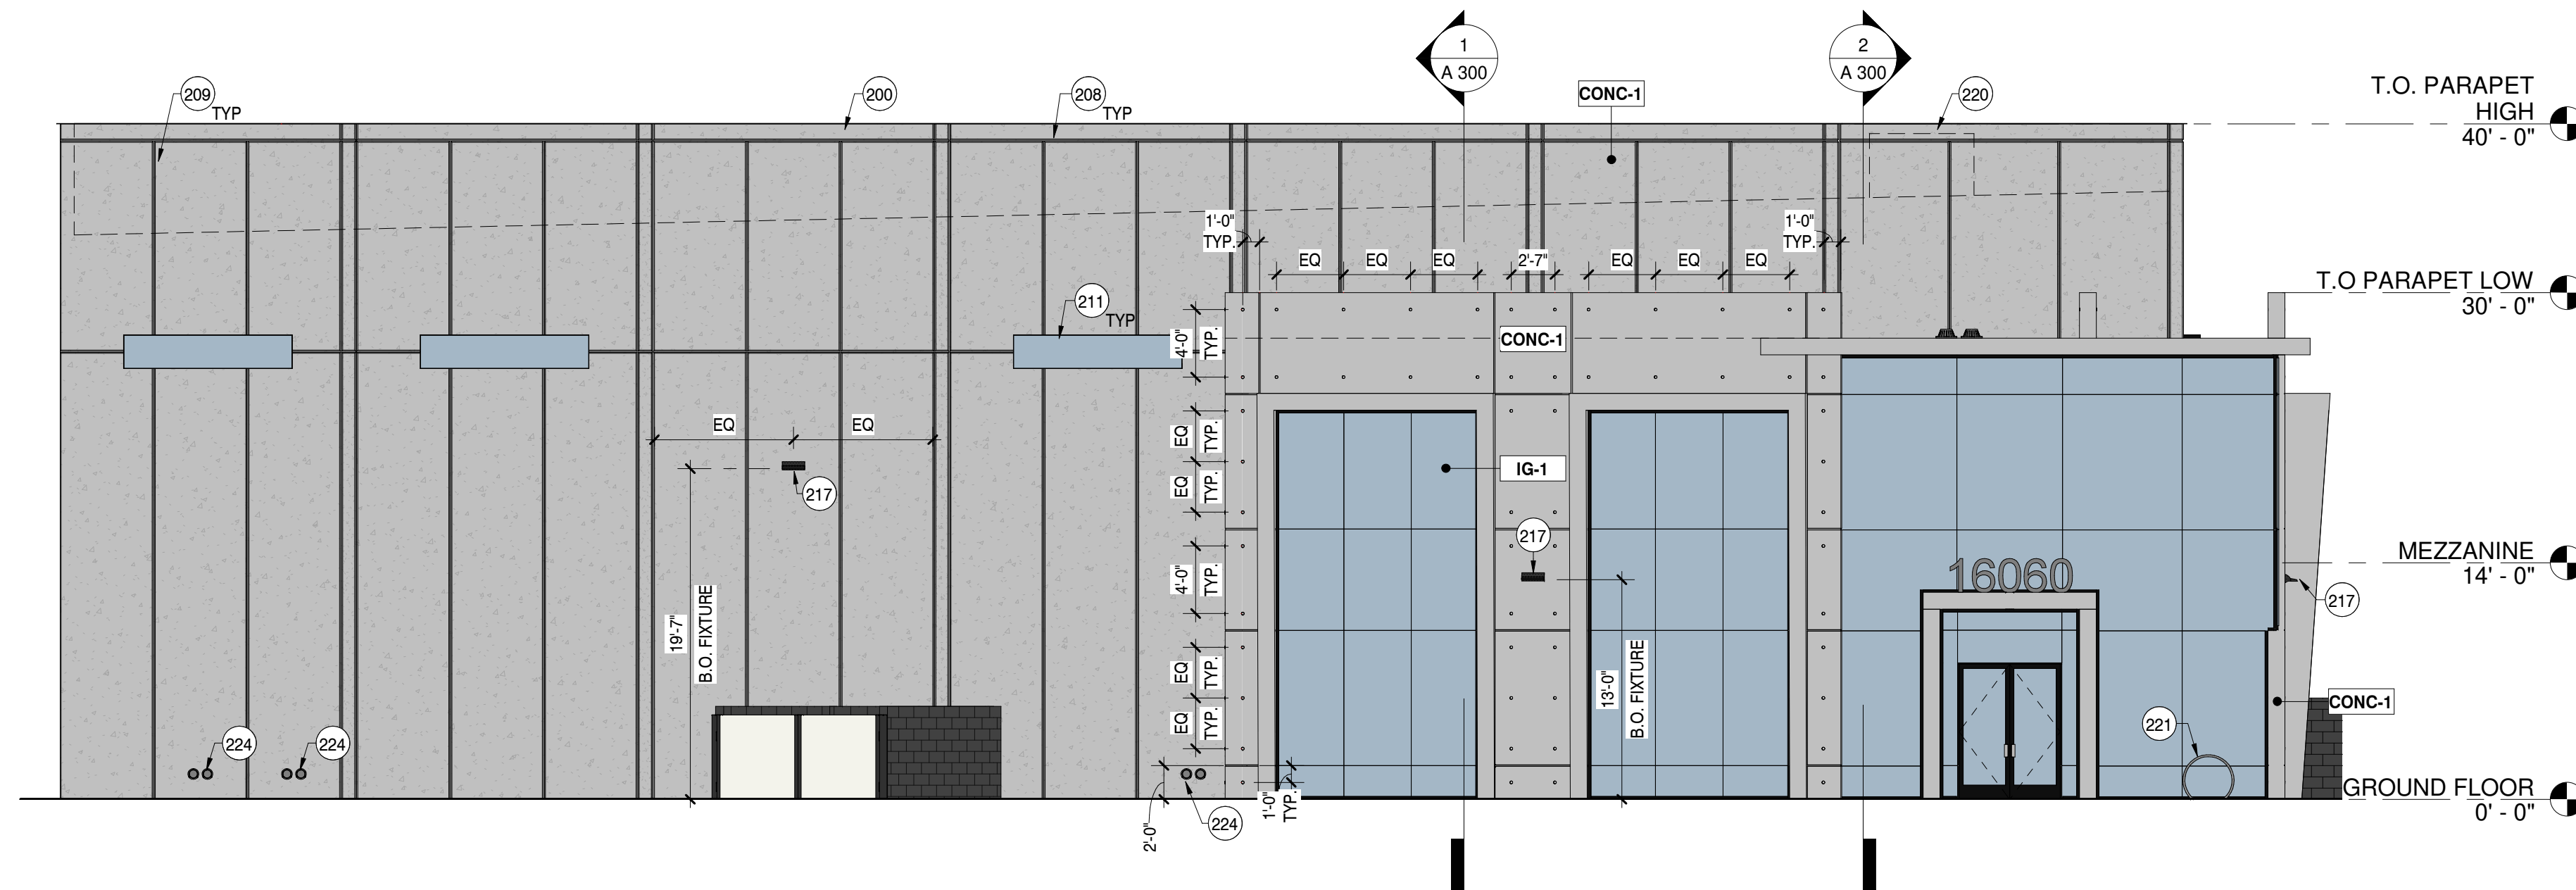 1
A 300
2
A 300
209
TYP
200
208
TYP
CONC-1
220
T.O. PARAPET
HIGH
40' - 0"
1'-0"
TYP.
1'-0"
TYP.
EQ
EQ
EQ
2'-7"
EQ
EQ
EQ
T.O PARAPET LOW
30' - 0"
211
TYP
4'-0"
TYP.
CONC-1
EQ
EQ
EQ
TYP.
217
EQ
TYP.
IG-1
217
4'-0"
TYP.
MEZZANINE
14' - 0"
16060
217
19'-7"
B.O. FIXTURE
EQ
TYP.
13'-0"
B.O. FIXTURE
EQ
TYP.
CONC-1
221
224
224
2'-0"
224
1'-0"
TYP.
GROUND FLOOR
0' - 0"